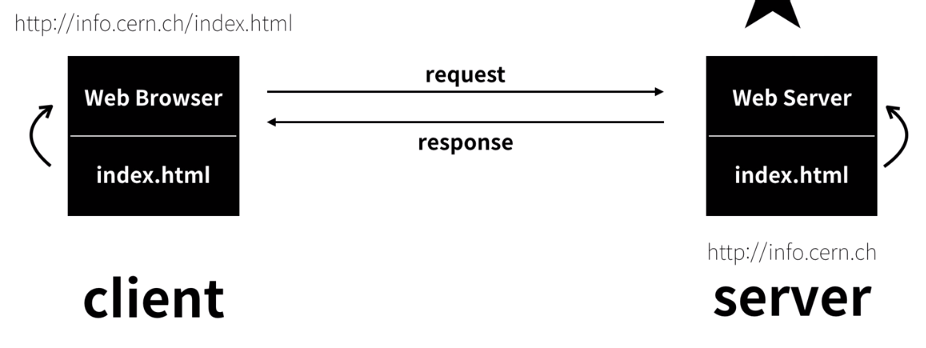 http://info.cern.ch/index.html
request
Web Browser
Web Server
response
index.html
index.html
http://info.cern.ch
client
server